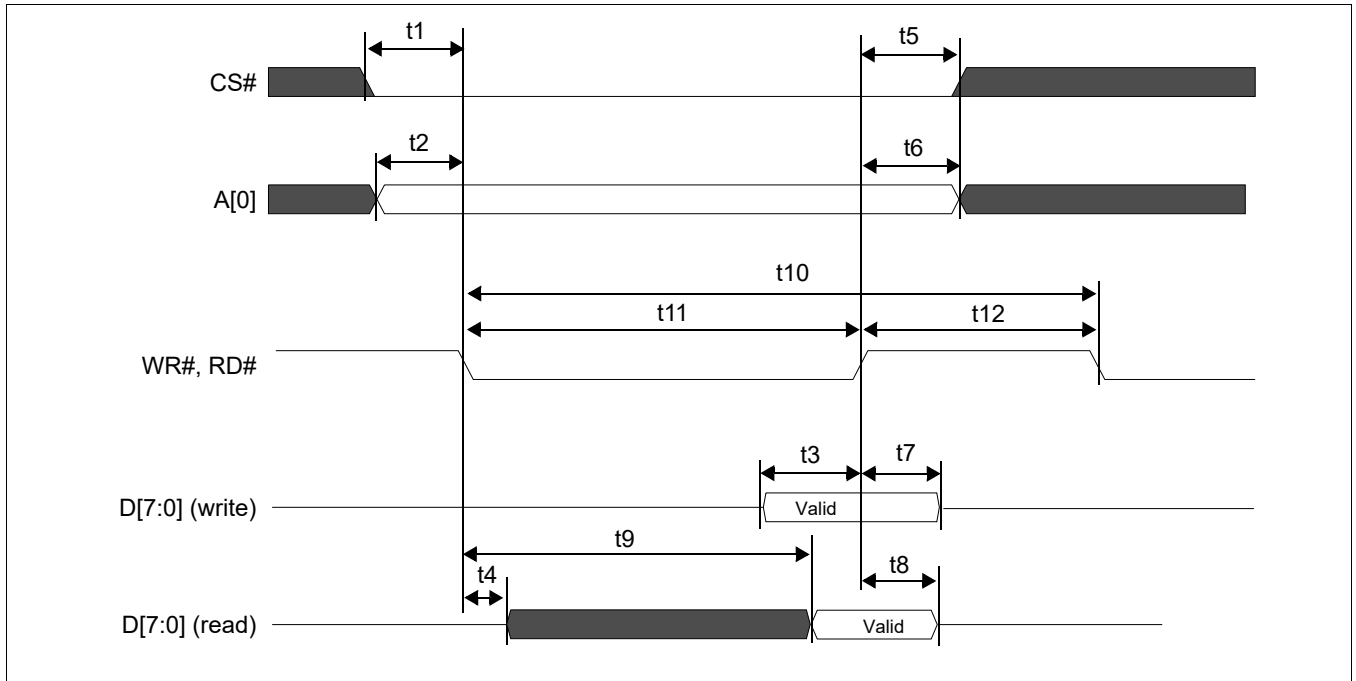 t1
t5
CS#
t2
t6
A[0]
t10
t11
t12
WR#, RD#
t3
t7
D[7:0] (write)
Valid
t9
t4
t8
D[7:0] (read)
Valid